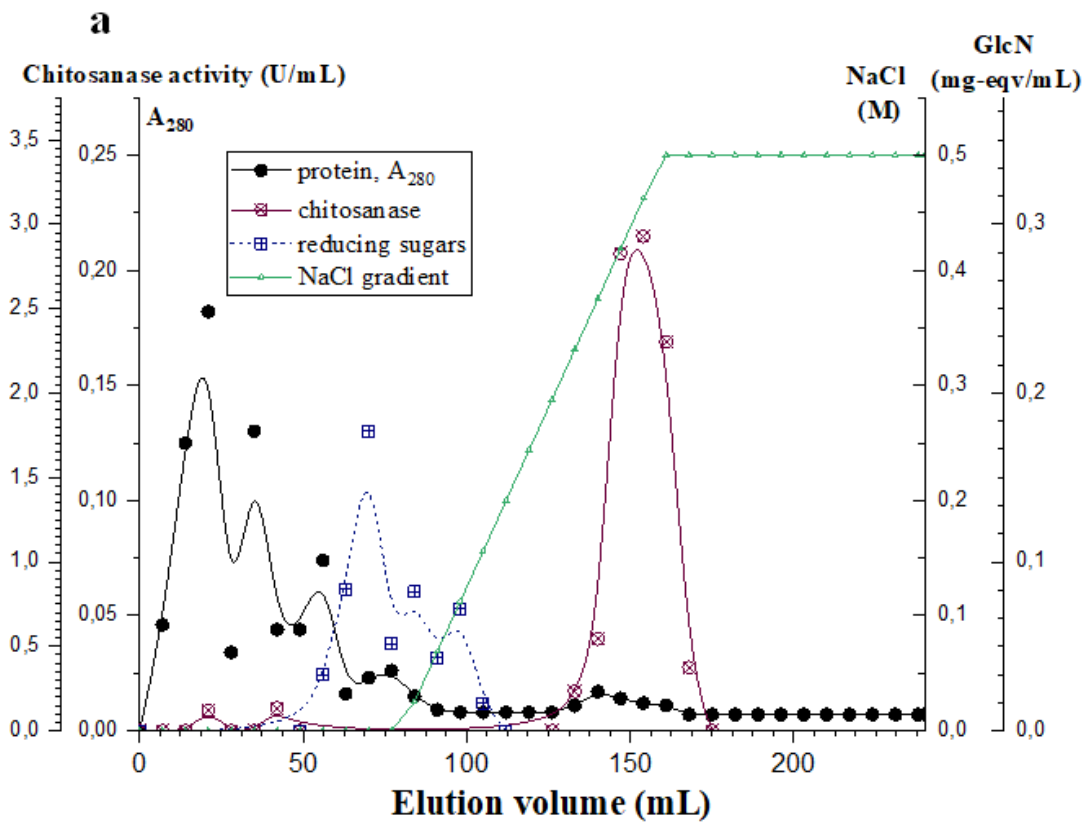 a
Chitosanase activity (U/mL)
A280
NaCl
(M)
GlcN
(mg-eqv/mL)
protein, A280
chitosanase
reducing sugars
NaCl gradient
3,5
3,0
2,5
2,0
1,5
1,0
0,5
0,0
0,25
0,20
0,15
0,10
0,05
0,00
0,5
0,4
0,3
0,2
0,1
0,0
0,3
0,2
0,1
0,0
0 50 100 150 200
Elution volume (mL)